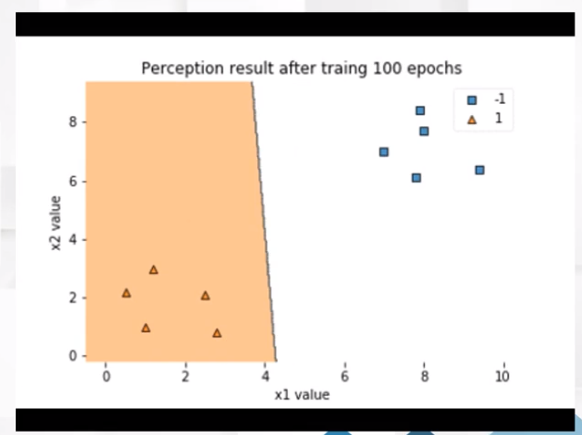 Perception result after traing 100 epochs
-1
1
8
6
4
2
0
x2 value
0 2 4 6 8 10
x1 value